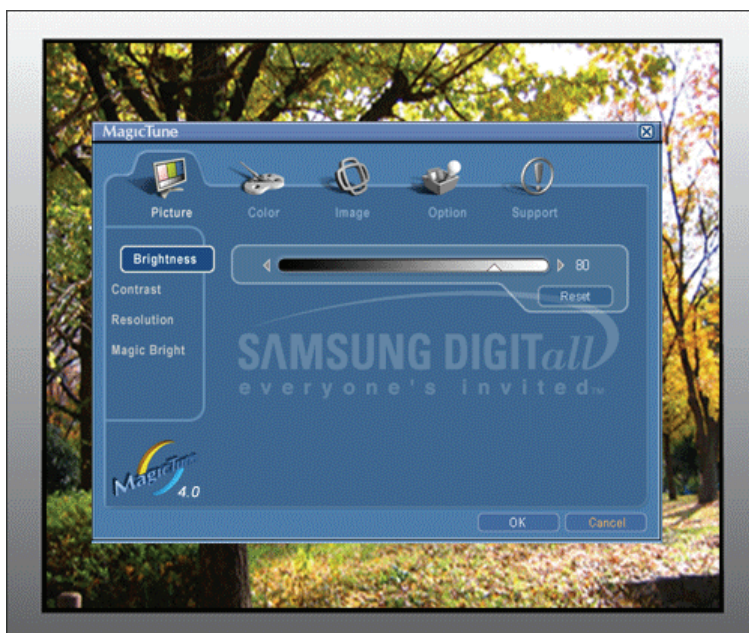 MagicTune
Picture Color Image Option Support
Brightness
80
Contrast
Reset
Resolution
Magic Bright
SAMSUNG DIGITall
everyone's invited™
MagicTune
4.0
OK Cancel